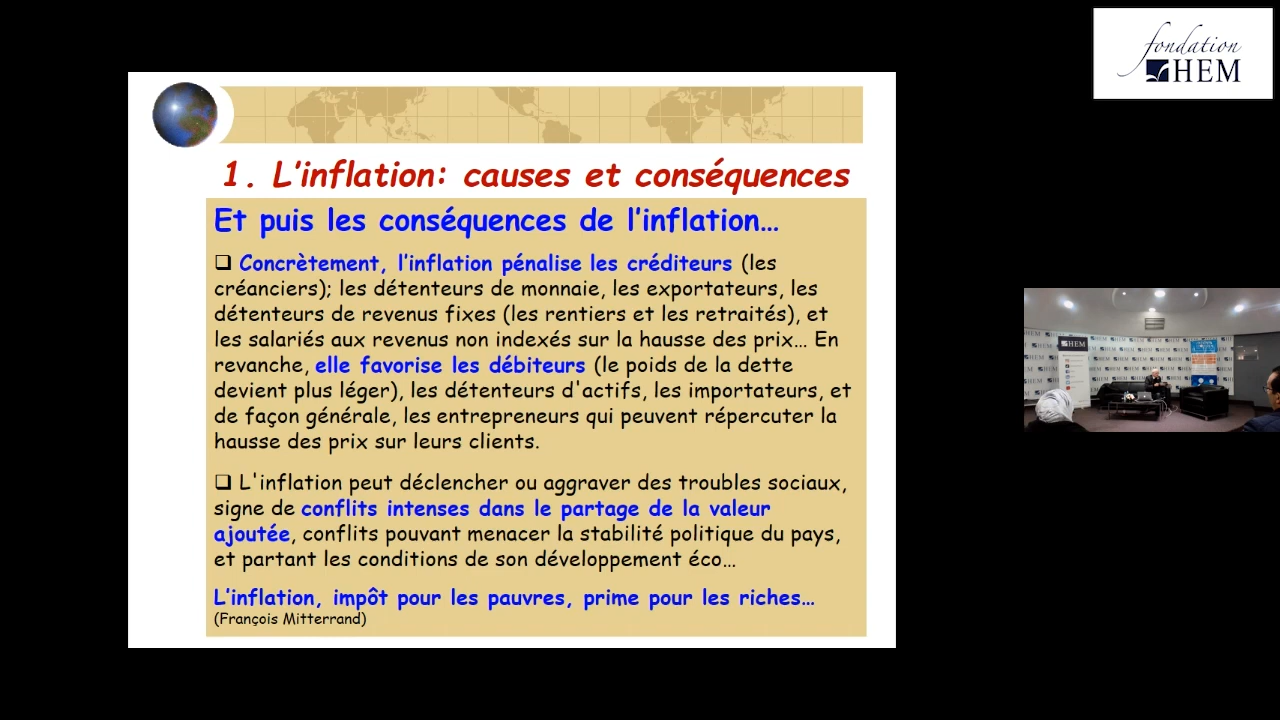 fondation
HEM
1. L’inflation: causes et conséquences
Et puis les conséquences de l’inflation…
❑ Concrètement, l’inflation pénalise les créditeurs (les
créanciers); les détenteurs de monnaie, les exportateurs, les
détenteurs de revenus fixes (les rentiers et les retraités), et
les salariés aux revenus non indexés sur la hausse des prix… En
revanche, elle favorise les débiteurs (le poids de la dette
devient plus léger), les détenteurs d'actifs, les importateurs, et
de façon générale, les entrepreneurs qui peuvent répercuter la
hausse des prix sur leurs clients.
❑ L'inflation peut déclencher ou aggraver des troubles sociaux,
signe de conflits intenses dans le partage de la valeur
ajoutée, conflits pouvant menacer la stabilité politique du pays,
et partant les conditions de son développement éco…
L’inflation, impôt pour les pauvres, prime pour les riches…
(François Mitterrand)
HEM